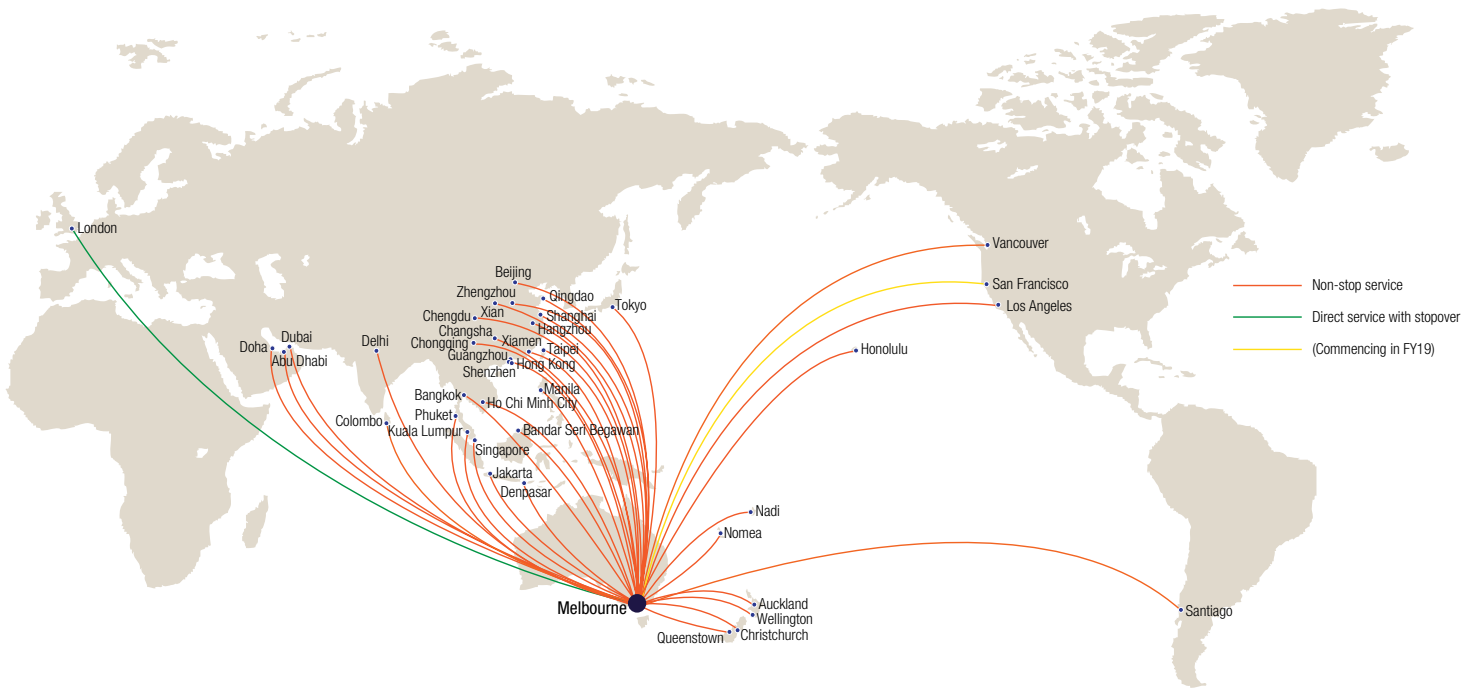 London
Vancouver
San Francisco
Los Angeles
Honolulu
Non-stop service
Direct service with stopover
(Commencing in FY19)
Beijing
Zhengzhou
Qingdao
Tokyo
Chengdu
Xian
Shanghai
Hangzhou
Changsha
Chongqing
Xiamen
Taipei
Guangzhou
Hong Kong
Shenzhen
Doha
Dubai
Abu Dhabi
Delhi
Bangkok
Manila
Ho Chi Minh City
Phuket
Colombo
Kuala Lumpur
Bandar Seri Begawan
Singapore
Jakarta
Denpasar
Nadi
Nomea
Melbourne
Auckland
Wellington
Christchurch
Queenstown
Santiago